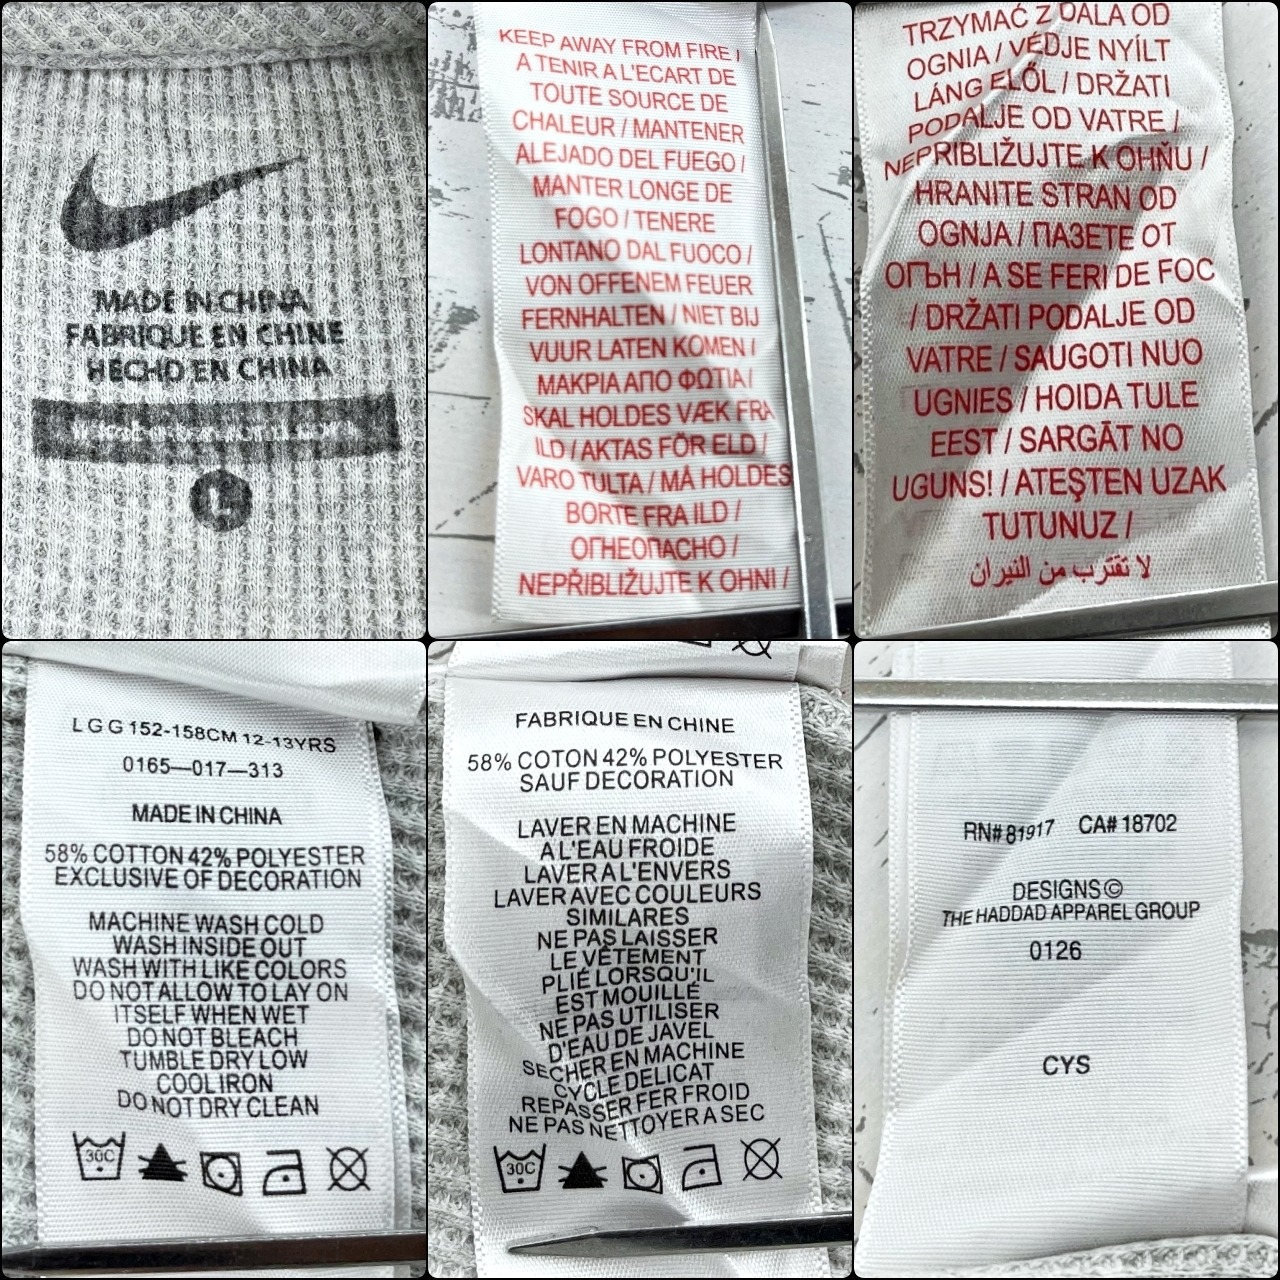 MADE IN CHINA
FABRIQUE EN CHINE
HECHO EN CHINA
L
KEEP AWAY FROM FIRE /
A TENIR A L'ECART DE
TOUTE SOURCE DE
CHALEUR / MANTENER
ALEJADO DEL FUEGO /
MANTER LONGE DE
FOGO / TENERE
LONTANO DAL FUOCO /
VON OFFENEM FEUER
FERNHALTEN / NIET BIJ
VUUR LATEN KOMEN /
ΜΑΚΡΙΑ ΑΠΟ ΦΩΤΙΑ /
SKAL HOLDES VÆK FRA
ILD / AKTAS FÖR ELD /
VARO TULTA / MÅ HOLDES
BORTE FRA ILD /
ОГНЕОПАСНО /
NEPŘIBLIŽUJTE K OHNI /
TRZYMAĆ Z DALA OD
OGNIA / VÉDJE NYÍLT
LÁNG ELŐL / DRŽATI
PODALJE OD VATRE /
NEPRIBLIŽUJTE K OHŇU /
HRANITE STRAN OD
OGNJA / ПАЗЕТЕ ОТ
ОГЪН / A SE FERI DE FOC
/ DRŽATI PODALJE OD
VATRE / SAUGOTI NUO
UGNIES / HOIDA TULE
EEST / SARGĀT NO
UGUNS! / ATEŞTEN UZAK
TUTUNUZ /
لا تقترب من النيران
LG G 152-158CM 12-13YRS
0165—017—313
MADE IN CHINA
58% COTTON 42% POLYESTER
EXCLUSIVE OF DECORATION
MACHINE WASH COLD
WASH INSIDE OUT
WASH WITH LIKE COLORS
DO NOT ALLOW TO LAY ON
ITSELF WHEN WET
DO NOT BLEACH
TUMBLE DRY LOW
COOL IRON
DO NOT DRY CLEAN
30C
FABRIQUE EN CHINE
58% COTON 42% POLYESTER
SAUF DECORATION
LAVER EN MACHINE
A L'EAU FROIDE
LAVER A L'ENVERS
LAVER AVEC COULEURS
SIMILARES
NE PAS LAISSER
LE VÊTEMENT
PLIÉ LORSQU'IL
EST MOUILLÉ
NE PAS UTILISER
D'EAU DE JAVEL
SECHER EN MACHINE
CYCLE DELICAT
REPASSER FER FROID
NE PAS NETTOYER A SEC
30C
RN# 81917 CA# 18702
DESIGNS ©
THE HADDAD APPAREL GROUP
0126
CYS